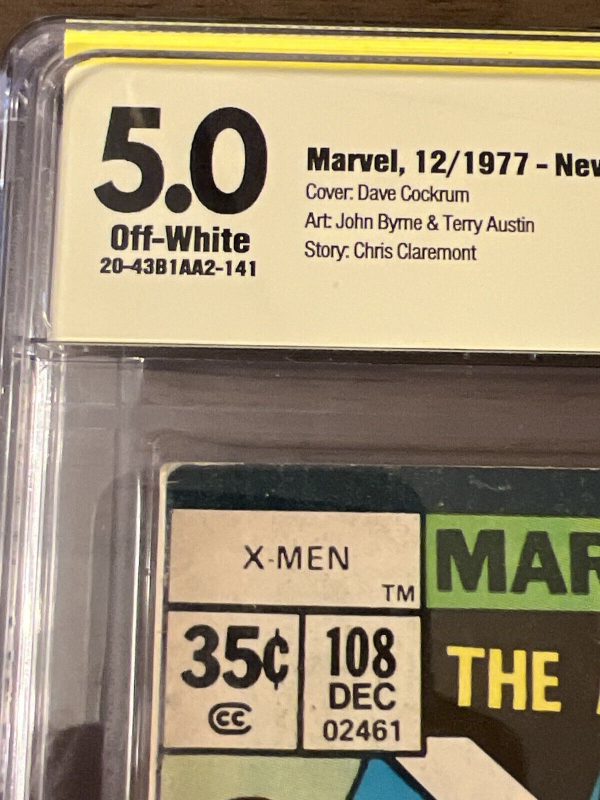 5.0
Off-White
20-43B1AA2-141
Marvel, 12/1977 - New
Cover: Dave Cockrum
Art: John Byrne & Terry Austin
Story: Chris Claremont
X-MEN
TM
MAR
35¢
CC
108
DEC
02461
THE